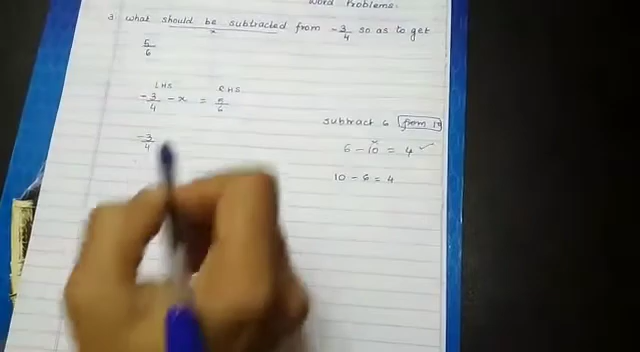 Word Problems.
3 what should be subtracted from -3/4 so as to get
5/6
x
LHS RHS
-3/4 - x = 5/6
subtract 6 from 10
-3/4
6 - 10 = 4 ✓
10 - 6 = 4